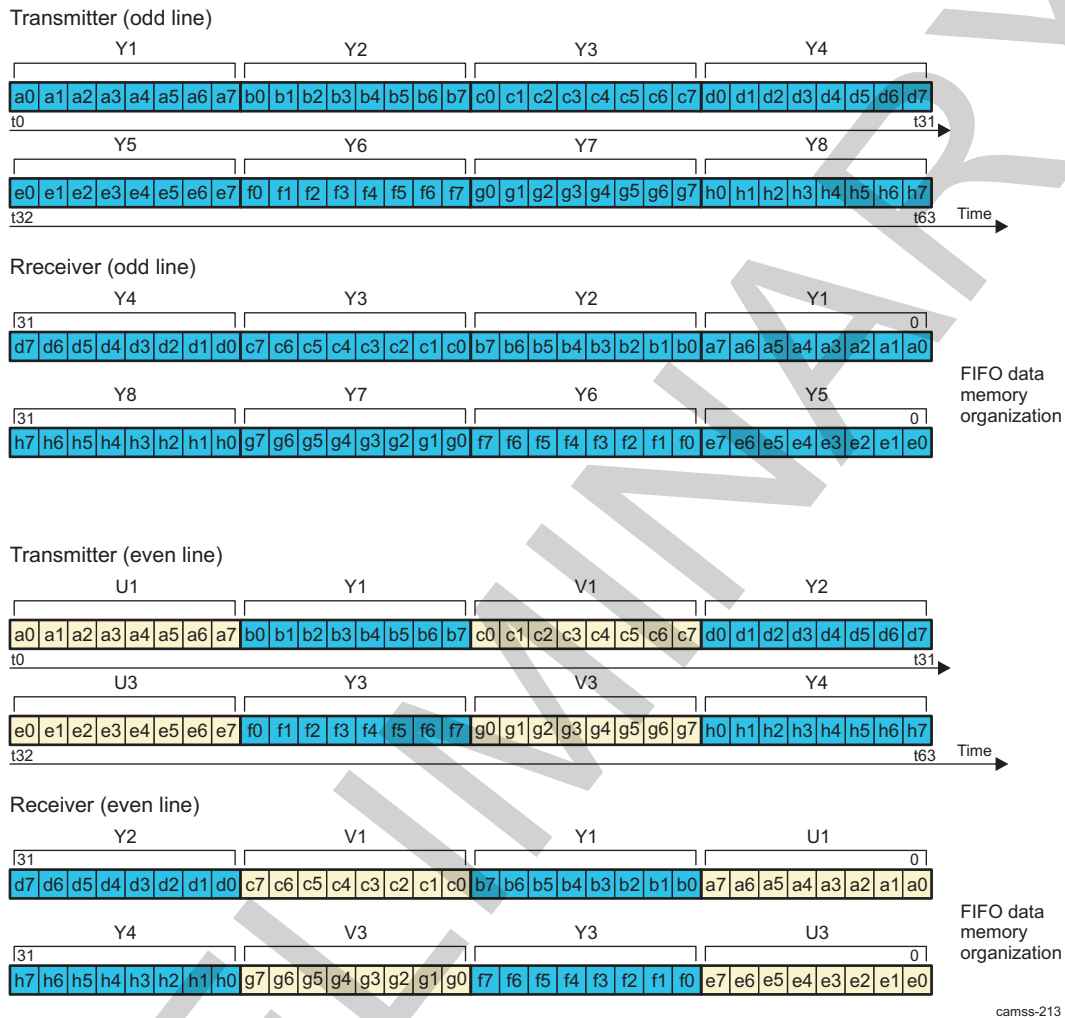 Transmitter (odd line)
Y1 Y2 Y3 Y4
a0 a1 a2 a3 a4 a5 a6 a7 b0 b1 b2 b3 b4 b5 b6 b7 c0 c1 c2 c3 c4 c5 c6 c7 d0 d1 d2 d3 d4 d5 d6 d7
t0 t31
Y5 Y6 Y7 Y8
e0 e1 e2 e3 e4 e5 e6 e7 f0 f1 f2 f3 f4 f5 f6 f7 g0 g1 g2 g3 g4 g5 g6 g7 h0 h1 h2 h3 h4 h5 h6 h7
t32 t63 Time
Rreceiver (odd line)
Y4 Y3 Y2 Y1
31 0
d7 d6 d5 d4 d3 d2 d1 d0 c7 c6 c5 c4 c3 c2 c1 c0 b7 b6 b5 b4 b3 b2 b1 b0 a7 a6 a5 a4 a3 a2 a1 a0
FIFO data
memory
organization
Y8 Y7 Y6 Y5
31 0
h7 h6 h5 h4 h3 h2 h1 h0 g7 g6 g5 g4 g3 g2 g1 g0 f7 f6 f5 f4 f3 f2 f1 f0 e7 e6 e5 e4 e3 e2 e1 e0
Transmitter (even line)
U1 Y1 V1 Y2
a0 a1 a2 a3 a4 a5 a6 a7 b0 b1 b2 b3 b4 b5 b6 b7 c0 c1 c2 c3 c4 c5 c6 c7 d0 d1 d2 d3 d4 d5 d6 d7
t0 t31
U3 Y3 V3 Y4
e0 e1 e2 e3 e4 e5 e6 e7 f0 f1 f2 f3 f4 f5 f6 f7 g0 g1 g2 g3 g4 g5 g6 g7 h0 h1 h2 h3 h4 h5 h6 h7
t32 t63 Time
Receiver (even line)
Y2 V1 Y1 U1
31 0
d7 d6 d5 d4 d3 d2 d1 d0 c7 c6 c5 c4 c3 c2 c1 c0 b7 b6 b5 b4 b3 b2 b1 b0 a7 a6 a5 a4 a3 a2 a1 a0
FIFO data
memory
organization
Y4 V3 Y3 U3
31 0
h7 h6 h5 h4 h3 h2 h1 h0 g7 g6 g5 g4 g3 g2 g1 g0 f7 f6 f5 f4 f3 f2 f1 f0 e7 e6 e5 e4 e3 e2 e1 e0
camss-213